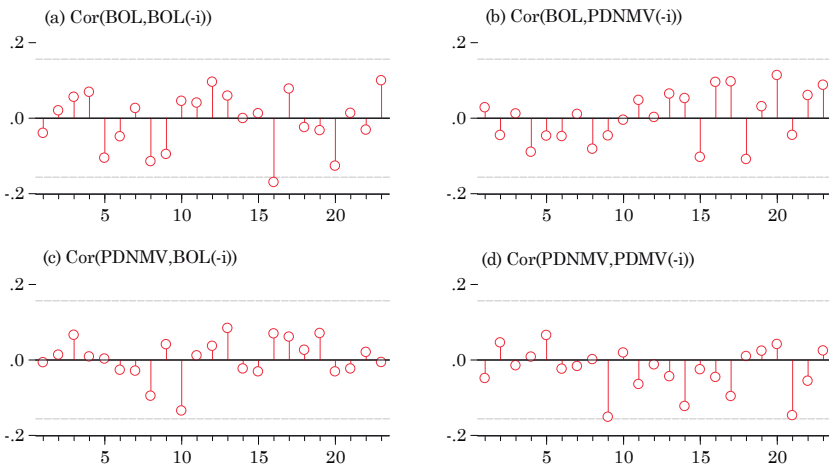 (a) Cor(BOL,BOL(-i))
.2
.0
-.2
5 10 15 20
(b) Cor(BOL,PDNMV(-i))
.2
.0
-.2
5 10 15 20
(c) Cor(PDNMV,BOL(-i))
.2
.0
-.2
5 10 15 20
(d) Cor(PDNMV,PDMV(-i))
.2
.0
-.2
5 10 15 20